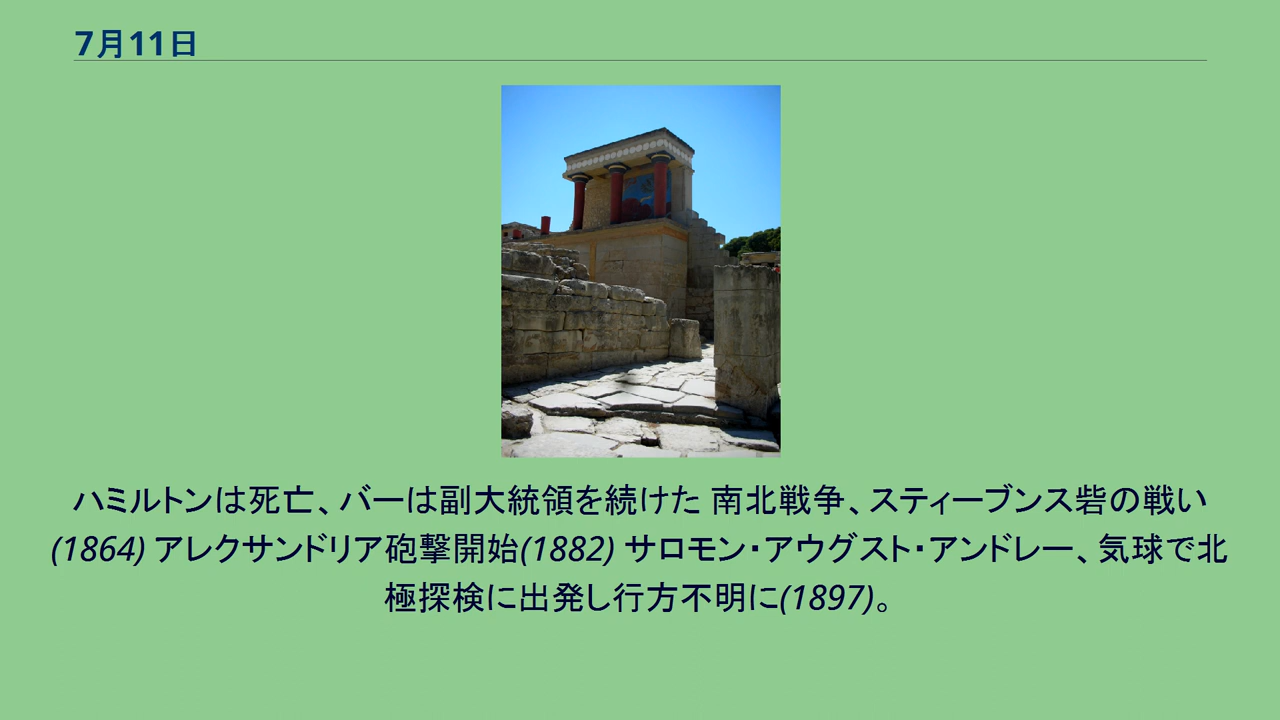 7月11日
ハミルトンは死亡、バーは副大統領を続けた 南北戦争、スティーブンス砦の戦い
(1864) アレクサンドリア砲撃開始(1882) サロモン・アウグスト・アンドレー、気球で北
極探検に出発し行方不明に(1897)。